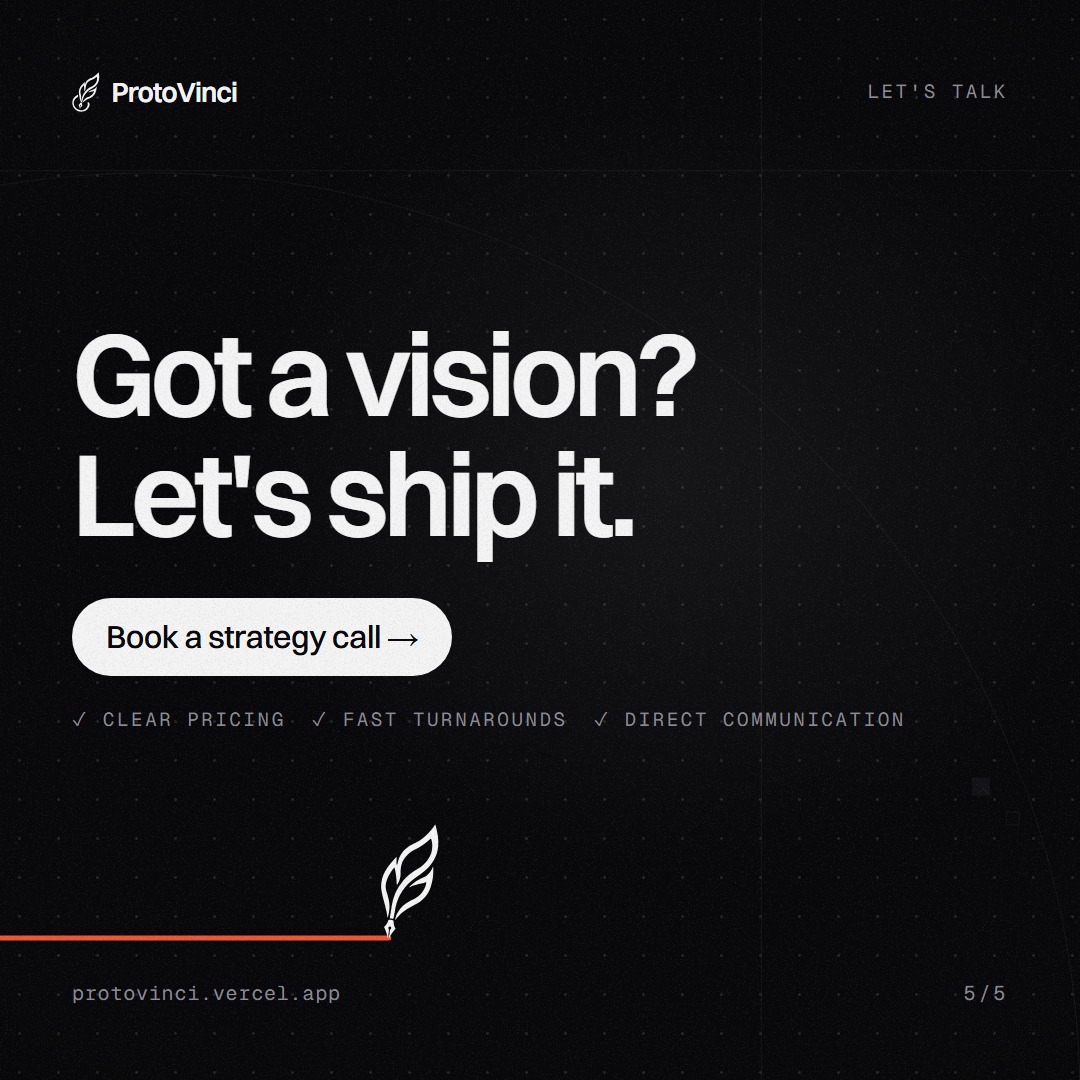 ProtoVinci
LET'S TALK
Got a vision?
Let's ship it.
Book a strategy call →
✓ CLEAR PRICING ✓ FAST TURNAROUNDS ✓ DIRECT COMMUNICATION
protovinci.vercel.app
5/5